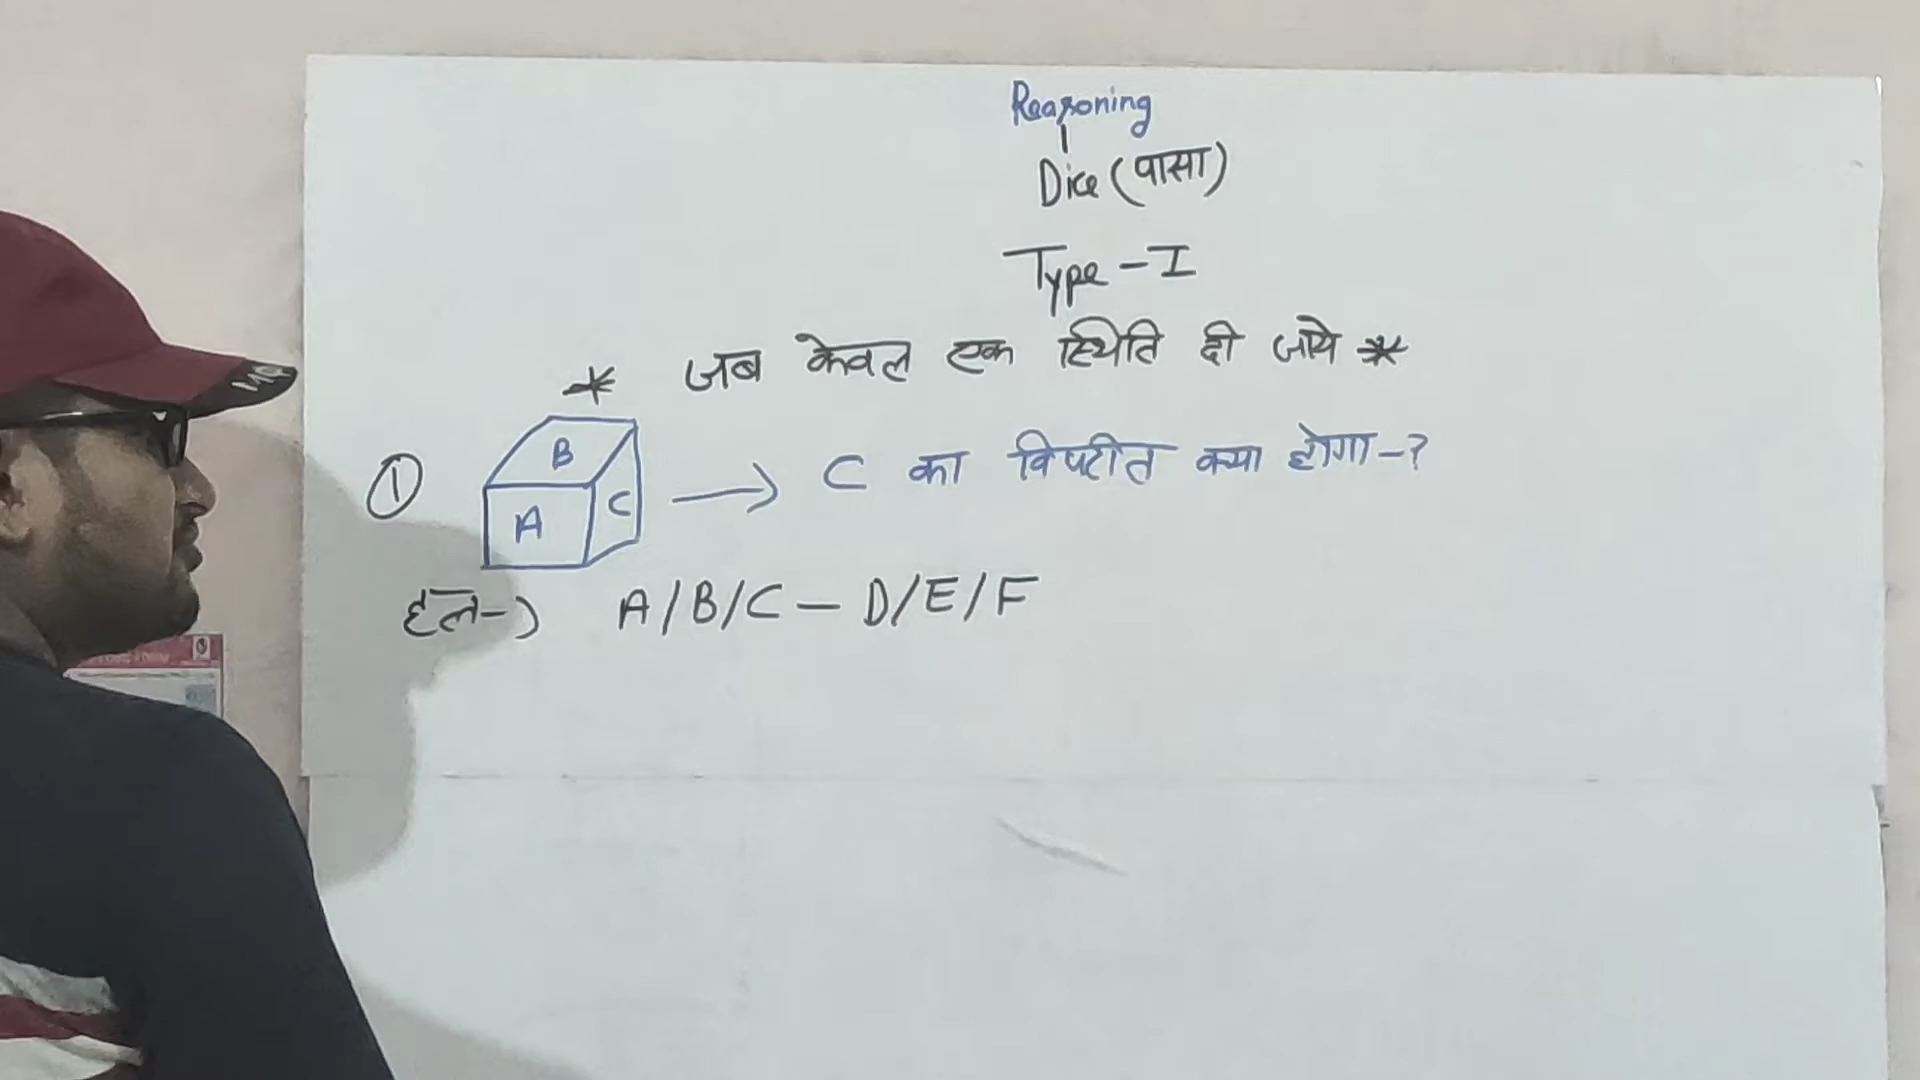 Reasoning
Dice (पासा)
Type - I
* जब केवल एक स्थिति दी जाये *
① B A C → C का विपरीत क्या होगा-?
हल-> A/B/C — D/E/F